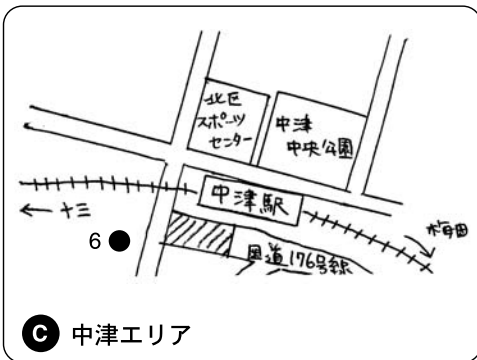 北区
スポーツ
センター
中津
中央公園
中津駅
←十三
梅田
6
国道176号線
C 中津エリア